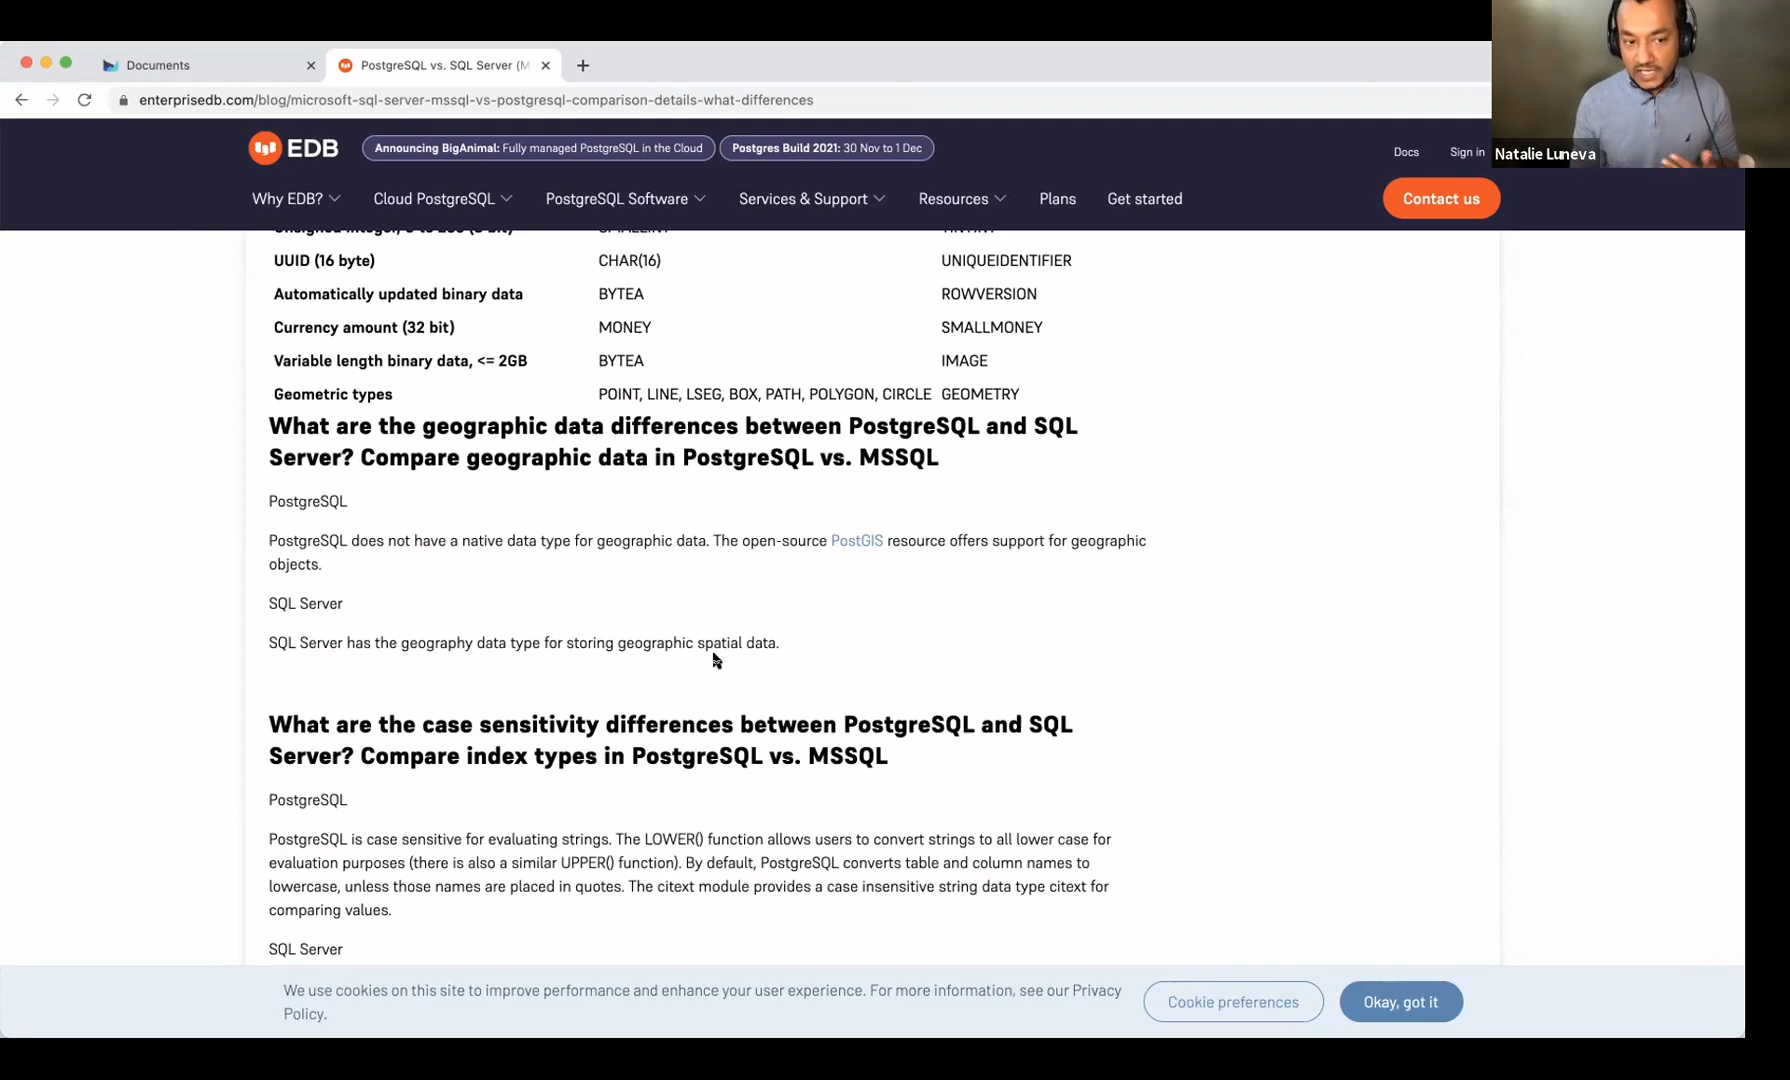 Documents
PostgreSQL vs. SQL Server (M
enterprisedb.com/blog/microsoft-sql-server-mssql-vs-postgresql-comparison-details-what-differences
EDB
Announcing BigAnimal: Fully managed PostgreSQL in the Cloud
Postgres Build 2021: 30 Nov to 1 Dec
Docs
Sign in
Natalie Luneva
Why EDB?
Cloud PostgreSQL
PostgreSQL Software
Services & Support
Resources
Plans
Get started
Contact us
UUID (16 byte) CHAR(16) UNIQUEIDENTIFIER
Automatically updated binary data BYTEA ROWVERSION
Currency amount (32 bit) MONEY SMALLMONEY
Variable length binary data, <= 2GB BYTEA IMAGE
Geometric types POINT, LINE, LSEG, BOX, PATH, POLYGON, CIRCLE GEOMETRY
What are the geographic data differences between PostgreSQL and SQL
Server? Compare geographic data in PostgreSQL vs. MSSQL
PostgreSQL
PostgreSQL does not have a native data type for geographic data. The open-source PostGIS resource offers support for geographic
objects.
SQL Server
SQL Server has the geography data type for storing geographic spatial data.
What are the case sensitivity differences between PostgreSQL and SQL
Server? Compare index types in PostgreSQL vs. MSSQL
PostgreSQL
PostgreSQL is case sensitive for evaluating strings. The LOWER() function allows users to convert strings to all lower case for
evaluation purposes (there is also a similar UPPER() function). By default, PostgreSQL converts table and column names to
lowercase, unless those names are placed in quotes. The citext module provides a case insensitive string data type citext for
comparing values.
SQL Server
We use cookies on this site to improve performance and enhance your user experience. For more information, see our Privacy
Policy.
Cookie preferences
Okay, got it